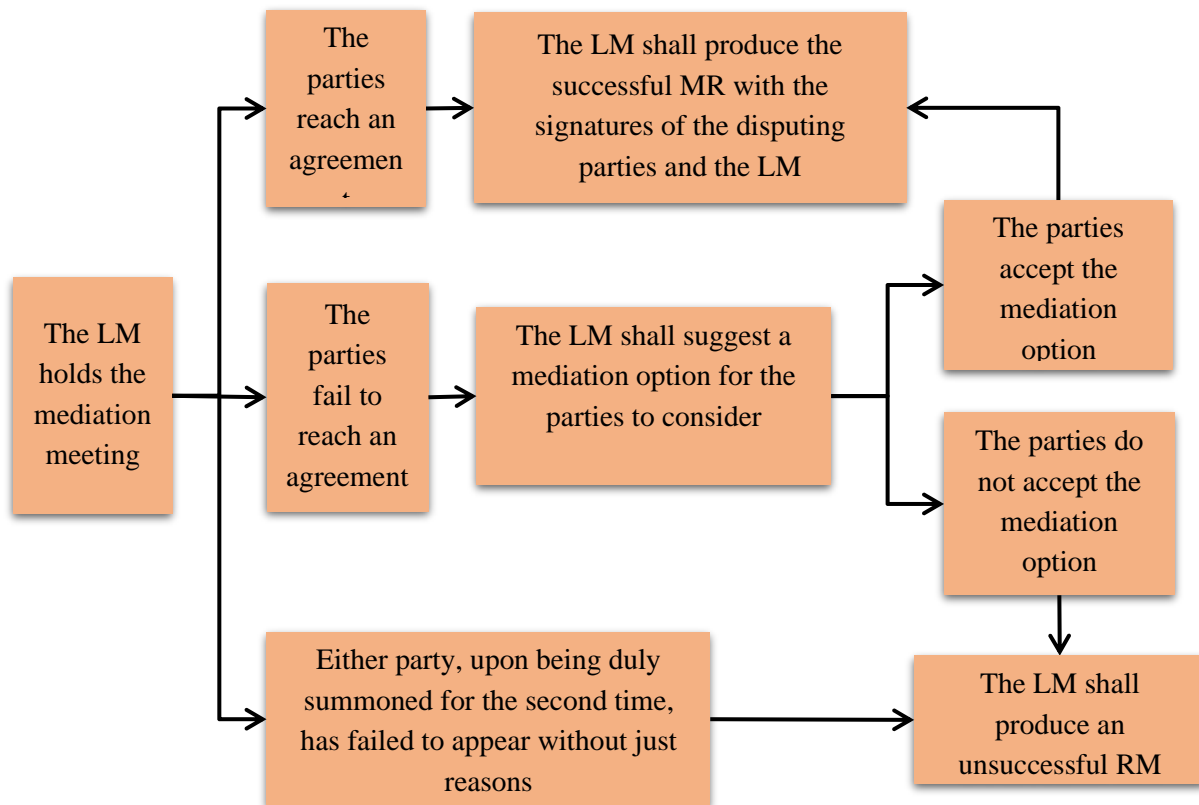 The
parties
reach an
agreemen
The LM shall produce the
successful MR with the
signatures of the disputing
parties and the LM
The parties
accept the
mediation
option
The LM
holds the
mediation
meeting
The
parties
fail to
reach an
agreement
The LM shall suggest a
mediation option for the
parties to consider
The parties do
not accept the
mediation
option
Either party, upon being duly
summoned for the second time,
has failed to appear without just
reasons
The LM shall
produce an
unsuccessful RM